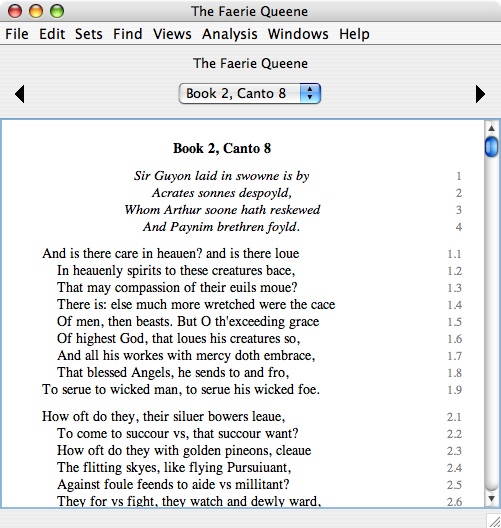 The Faerie Queene
File Edit Sets Find Views Analysis Windows Help
The Faerie Queene
Book 2, Canto 8
Book 2, Canto 8
Sir Guyon laid in swowne is by 1
Acrates sonnes despoyld, 2
Whom Arthur soone hath reskewed 3
And Paynim brethren foyld. 4
And is there care in heauen? and is there loue 1.1
In heauenly spirits to these creatures bace, 1.2
That may compassion of their euils moue? 1.3
There is: else much more wretched were the cace 1.4
Of men, then beasts. But O th'exceeding grace 1.5
Of highest God, that loues his creatures so, 1.6
And all his workes with mercy doth embrace, 1.7
That blessed Angels, he sends to and fro, 1.8
To serue to wicked man, to serue his wicked foe. 1.9
How oft do they, their siluer bowers leaue, 2.1
To come to succour vs, that succour want? 2.2
How oft do they with golden pineons, cleaue 2.3
The flitting skyes, like flying Pursuiuant, 2.4
Against foule feends to aide vs millitant? 2.5
They for vs fight, they watch and dewly ward, 2.6